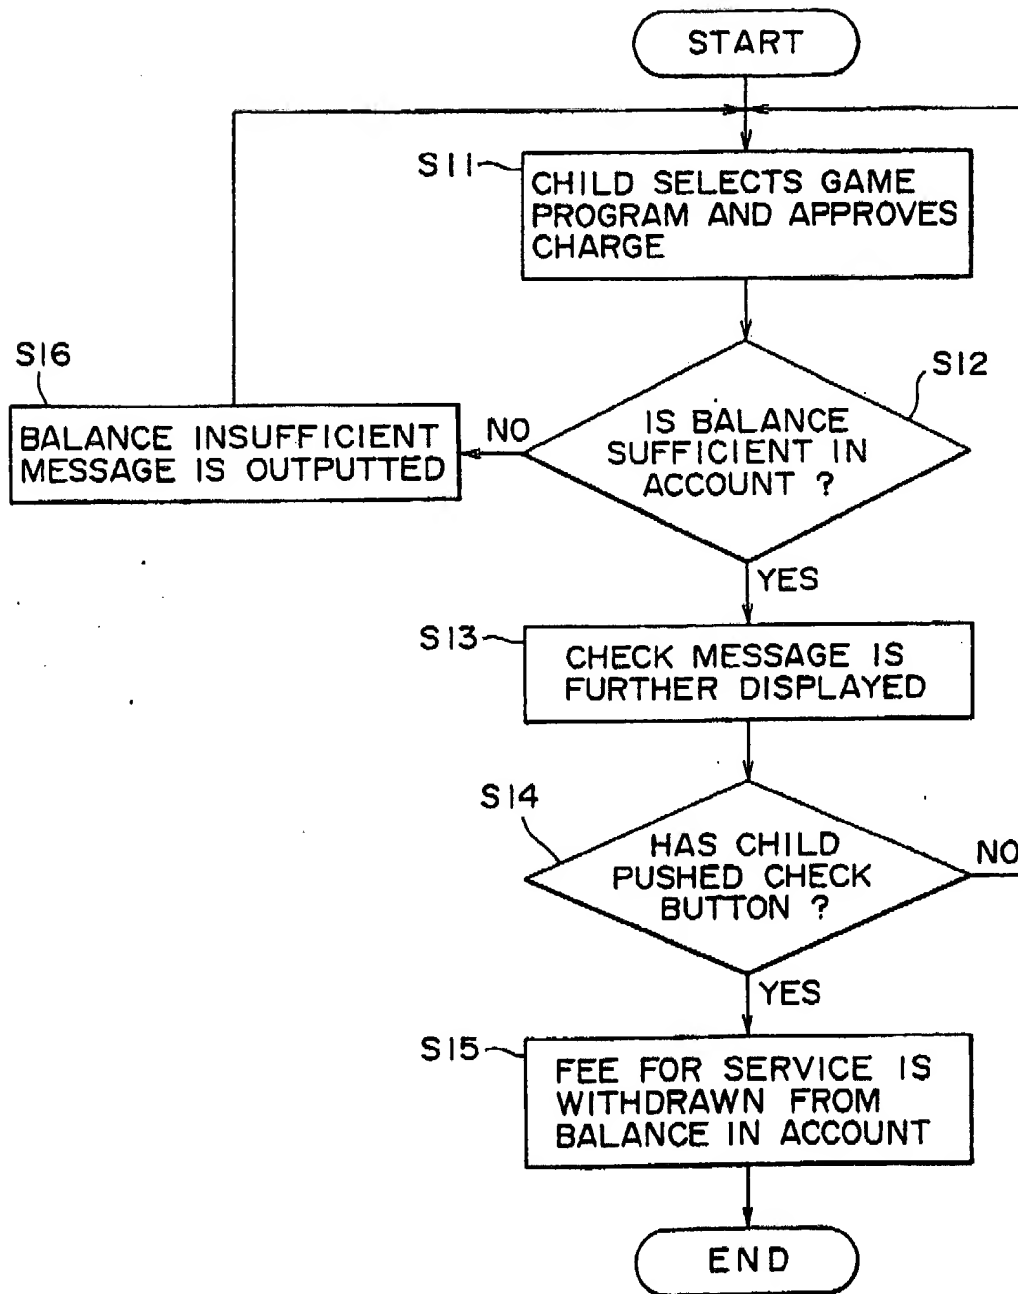 START
S11
CHILD SELECTS GAME
PROGRAM AND APPROVES
CHARGE
S16
BALANCE INSUFFICIENT
MESSAGE IS OUTPUTTED
NO
S12
IS BALANCE
SUFFICIENT IN
ACCOUNT ?
YES
S13
CHECK MESSAGE IS
FURTHER DISPLAYED
S14
HAS CHILD
PUSHED CHECK
BUTTON ?
NO
YES
S15
FEE FOR SERVICE IS
WITHDRAWN FROM
BALANCE IN ACCOUNT
END